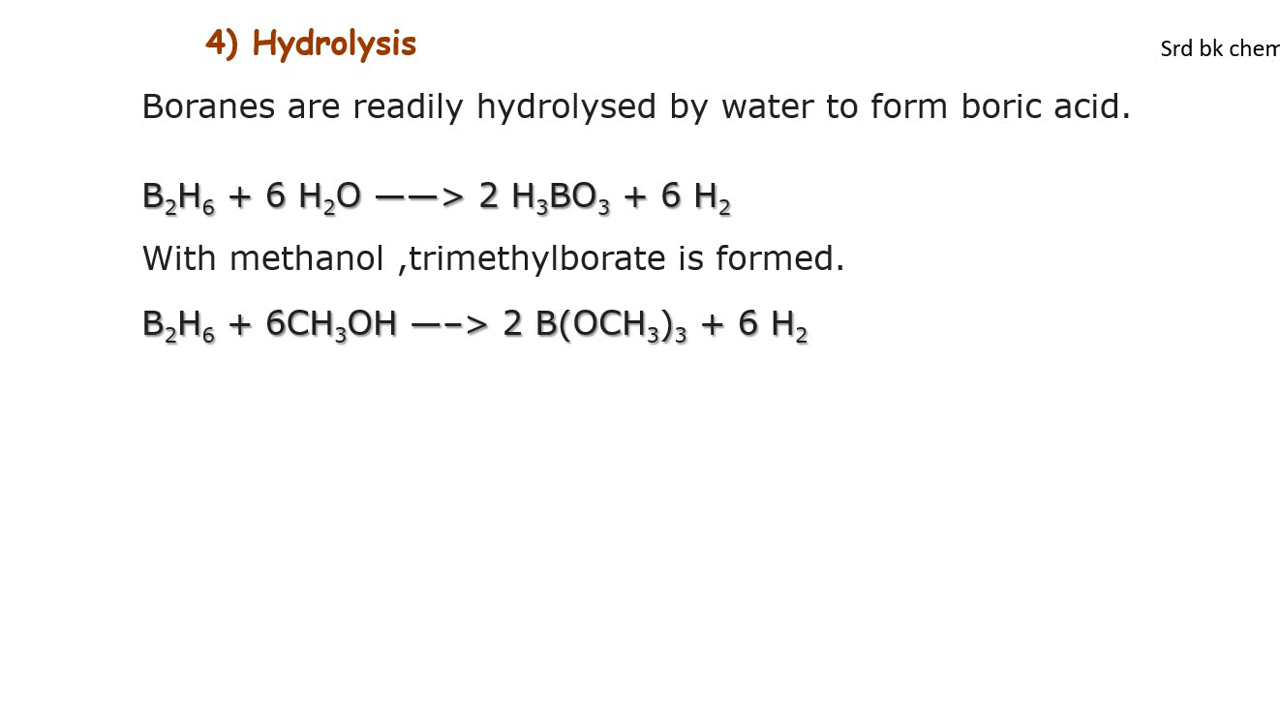 4) Hydrolysis
Srd bk chem
Boranes are readily hydrolysed by water to form boric acid.
B₂H₆ + 6 H₂O ——> 2 H₃BO₃ + 6 H₂
With methanol ,trimethylborate is formed.
B₂H₆ + 6CH₃OH —–> 2 B(OCH₃)₃ + 6 H₂